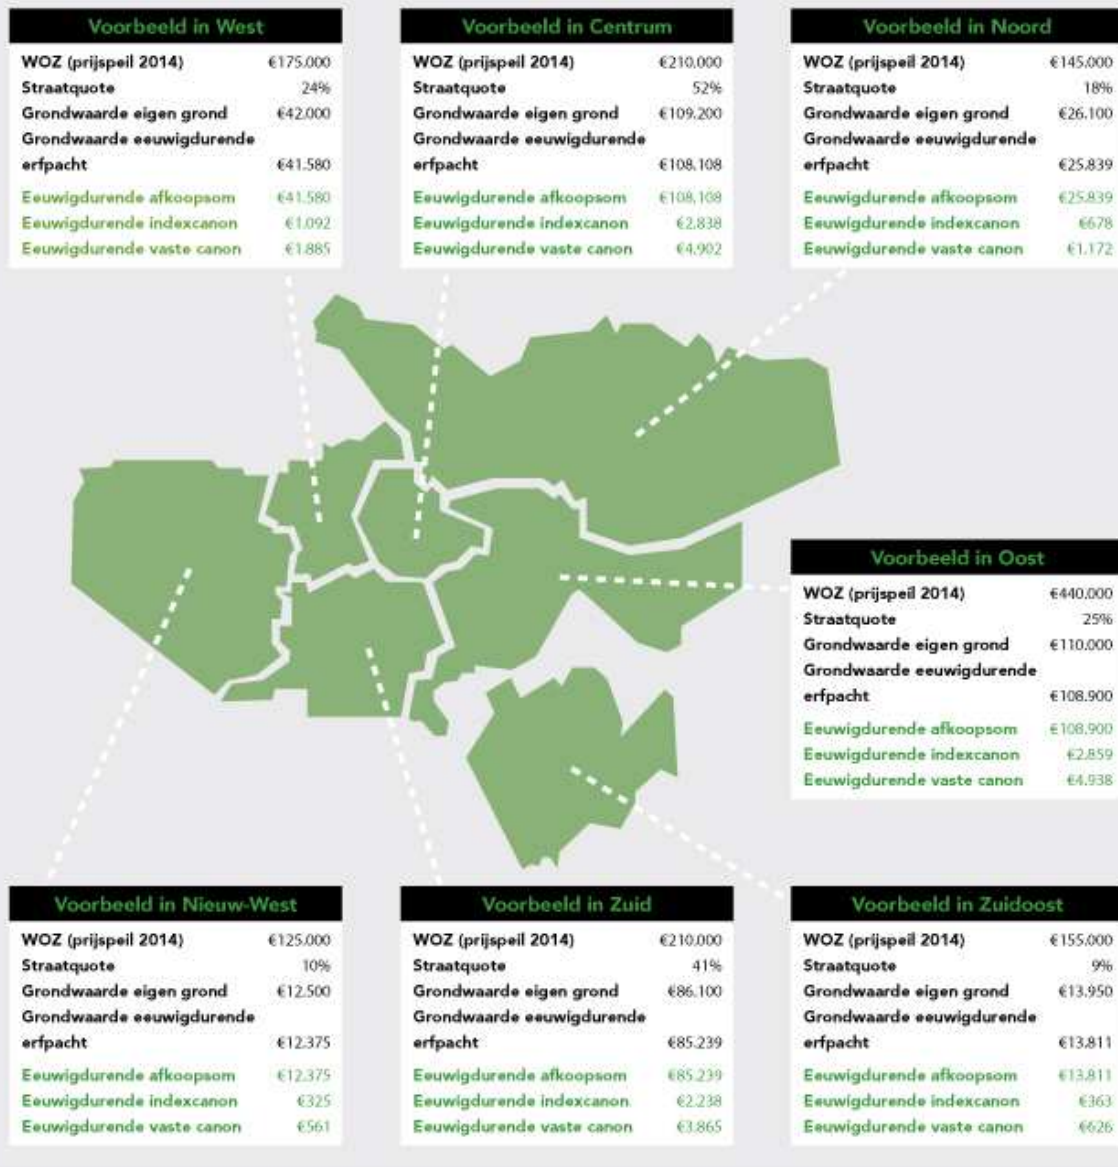 Voorbeeld in West
WOZ (prijspeil 2014) €175.000
Straatquote 24%
Grondwaarde eigen grond €42.000
Grondwaarde eeuwigdurende
erfpacht €41.580
Eeuwigdurende afkoopsom €41.580
Eeuwigdurende indexcanon €1.092
Eeuwigdurende vaste canon €1.885
Voorbeeld in Centrum
WOZ (prijspeil 2014) €210.000
Straatquote 52%
Grondwaarde eigen grond €109.200
Grondwaarde eeuwigdurende
erfpacht €108.108
Eeuwigdurende afkoopsom €108.108
Eeuwigdurende indexcanon €2.838
Eeuwigdurende vaste canon €4.902
Voorbeeld in Noord
WOZ (prijspeil 2014) €145.000
Straatquote 18%
Grondwaarde eigen grond €26.100
Grondwaarde eeuwigdurende
erfpacht €25.839
Eeuwigdurende afkoopsom €25.839
Eeuwigdurende indexcanon €678
Eeuwigdurende vaste canon €1.172
Voorbeeld in Oost
WOZ (prijspeil 2014) €440.000
Straatquote 25%
Grondwaarde eigen grond €110.000
Grondwaarde eeuwigdurende
erfpacht €108.900
Eeuwigdurende afkoopsom €108.900
Eeuwigdurende indexcanon €2.859
Eeuwigdurende vaste canon €4.938
Voorbeeld in Nieuw-West
WOZ (prijspeil 2014) €125.000
Straatquote 10%
Grondwaarde eigen grond €12.500
Grondwaarde eeuwigdurende
erfpacht €12.375
Eeuwigdurende afkoopsom €12.375
Eeuwigdurende indexcanon €325
Eeuwigdurende vaste canon €561
Voorbeeld in Zuid
WOZ (prijspeil 2014) €210.000
Straatquote 41%
Grondwaarde eigen grond €86.100
Grondwaarde eeuwigdurende
erfpacht €85.239
Eeuwigdurende afkoopsom €85.239
Eeuwigdurende indexcanon €2.238
Eeuwigdurende vaste canon €3.865
Voorbeeld in Zuidoost
WOZ (prijspeil 2014) €155.000
Straatquote 9%
Grondwaarde eigen grond €13.950
Grondwaarde eeuwigdurende
erfpacht €13.811
Eeuwigdurende afkoopsom €13.811
Eeuwigdurende indexcanon €363
Eeuwigdurende vaste canon €626